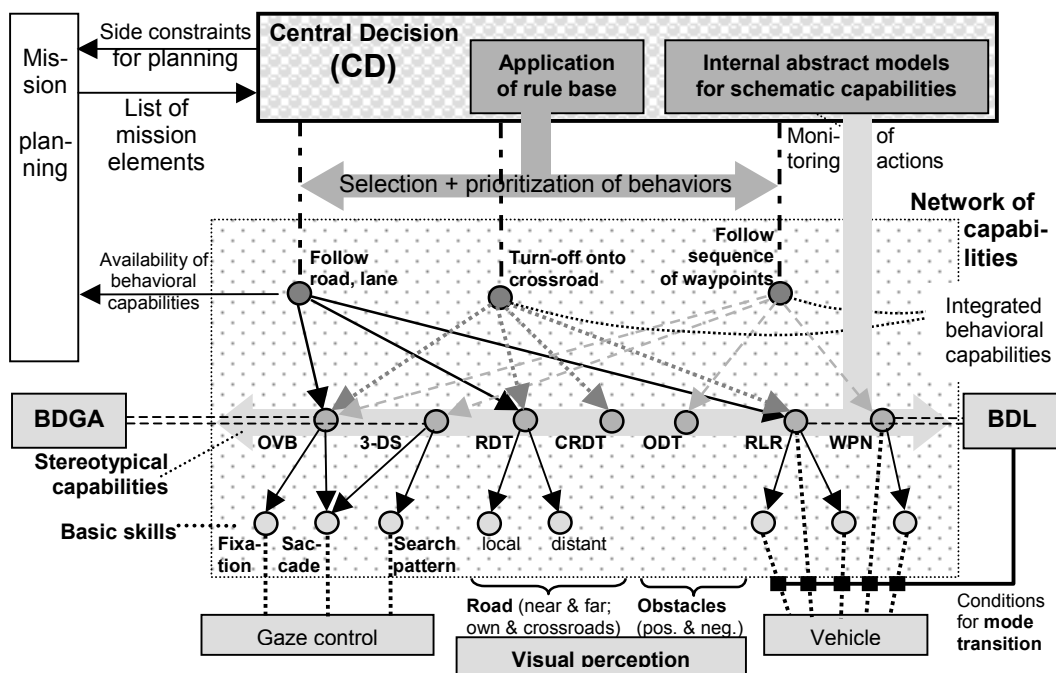 Mis-
sion
plan-
ning
Side constraints
for planning
List of
mission
elements
Central Decision
(CD)
Application
of rule base
Internal abstract models
for schematic capabilities
Moni-
toring
of
actions
Selection + prioritization of behaviors
Network of
capabi-
lities
Availability of
behavioral
capabilities
Follow
road, lane
Turn-off onto
crossroad
Follow
sequence
of waypoints
Integrated
behavioral
capabilities
BDGA
OVB
3-DS
RDT
CRDT
ODT
RLR
WPN
BDL
Stereotypical
capabilities
Basic skills
Fixa-
tion
Sac-
cade
Search
pattern
local
distant
Road (near & far;
own & crossroads)
Obstacles
(pos. & neg.)
Conditions
for mode
transition
Gaze control
Visual perception
Vehicle